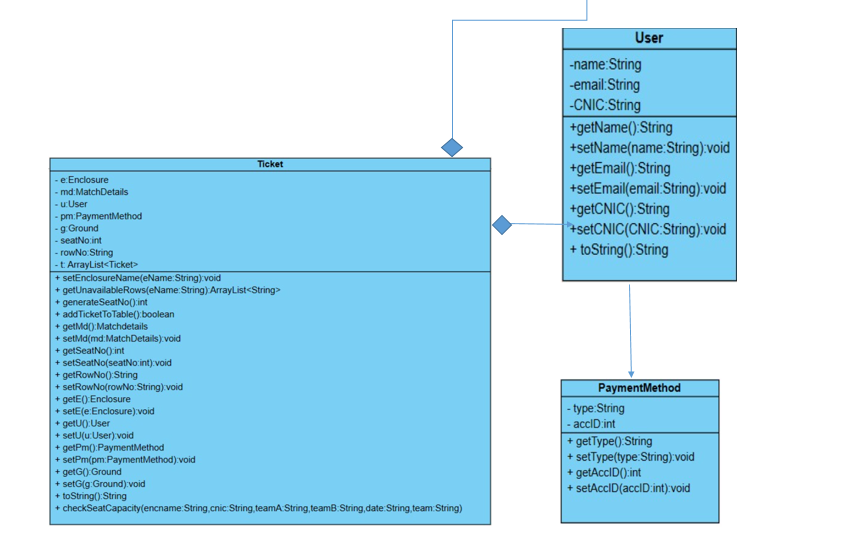 User
-name:String
-email:String
-CNIC:String
+getName():String
+setName(name:String):void
+getEmail():String
+setEmail(email:String):void
+getCNIC():String
+setCNIC(CNIC:String):void
+ toString():String
Ticket
- e:Enclosure
- md:MatchDetails
- u:User
- pm:PaymentMethod
- g:Ground
- seatNo:int
- rowNo:String
- t: ArrayList<Ticket>
+ setEnclosureName(eName:String):void
+ getUnavailableRows(eName:String):ArrayList<String>
+ generateSeatNo():int
+ addTicketToTable():boolean
+ getMd():Matchdetails
+ setMd(md:MatchDetails):void
+ getSeatNo():int
+ setSeatNo(seatNo:int):void
+ getRowNo():String
+ setRowNo(rowNo:String):void
+ getE():Enclosure
+ setE(e:Enclosure):void
+ getU():User
+ setU(u:User):void
+ getPm():PaymentMethod
+ setPm(pm:PaymentMethod):void
+ getG():Ground
+ setG(g:Ground):void
+ toString():String
+ checkSeatCapacity(encname:String,cnic:String,teamA:String,teamB:String,date:String,team:String)
PaymentMethod
- type:String
- accID:int
+ getType():String
+ setType(type:String):void
+ getAccID():int
+ setAccID(accID:int):void